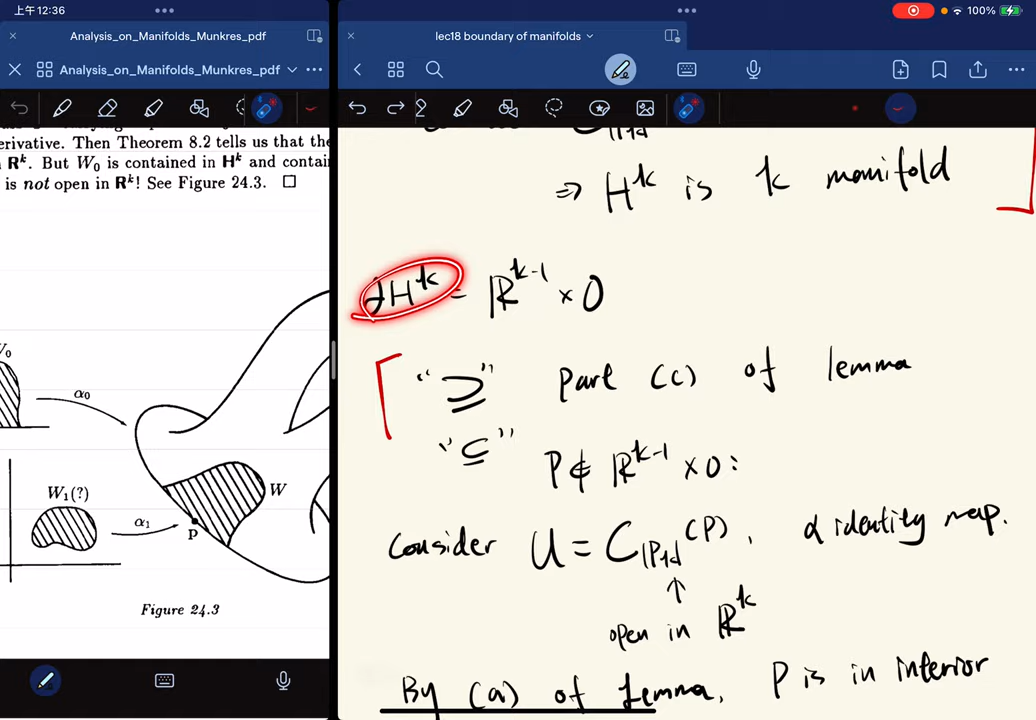 上午12:36
100%
Analysis_on_Manifolds_Munkres_pdf
Analysis_on_Manifolds_Munkres_pdf
erivative. Then Theorem 8.2 tells us that the
R^k. But W₀ is contained in H^k and contai
is not open in R^k! See Figure 24.3. □
α₀
W₁(?)
α₁
W
p
Figure 24.3
lec18 boundary of manifolds
⇒ H^k is k manifold
∂H^k = ℝ^{k-1} × 0
"⊇" Part (c) of lemma
"⊆" P ∉ ℝ^{k-1} × 0:
Consider U = C_{|Pd|}(P), α identity map.
↑
open in ℝ^k
By (a) of lemma, P is in interior